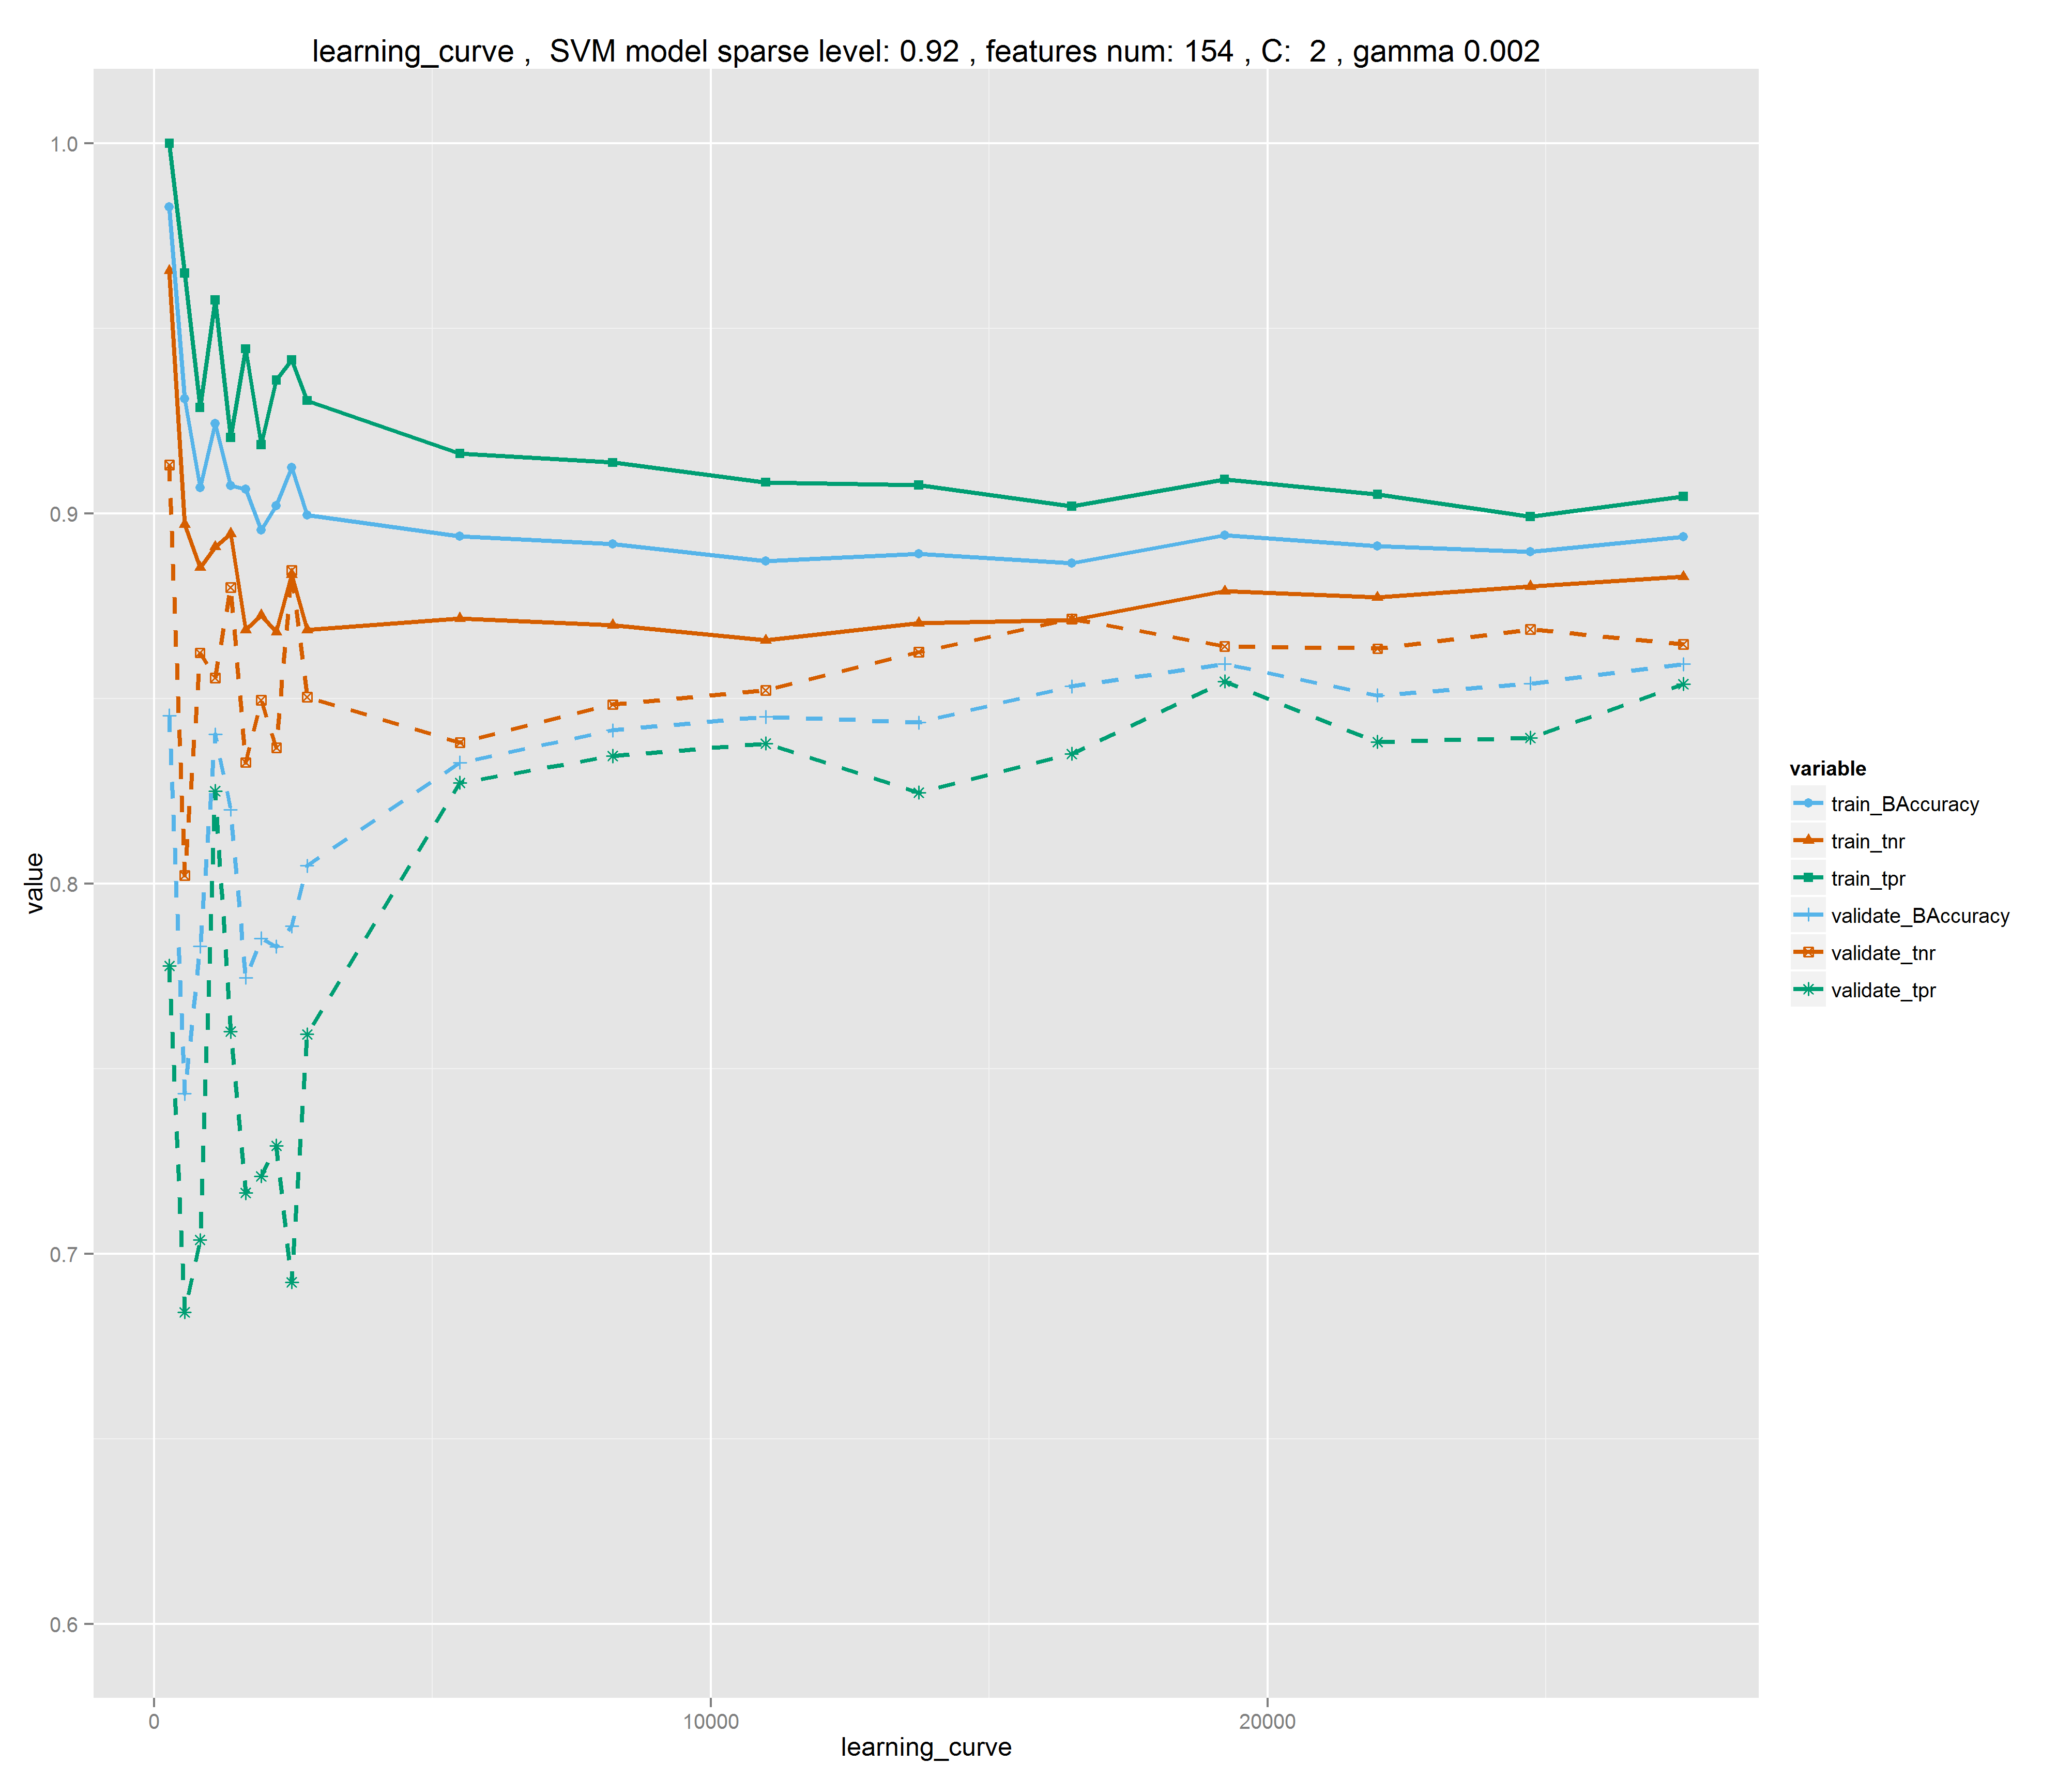 learning_curve ,  SVM model sparse level: 0.92 , features num: 154 , C:  2 , gamma 0.002
1.0
0.9
0.8
0.7
0.6
value
0
10000
20000
learning_curve
variable
train_BAccuracy
train_tnr
train_tpr
validate_BAccuracy
validate_tnr
validate_tpr